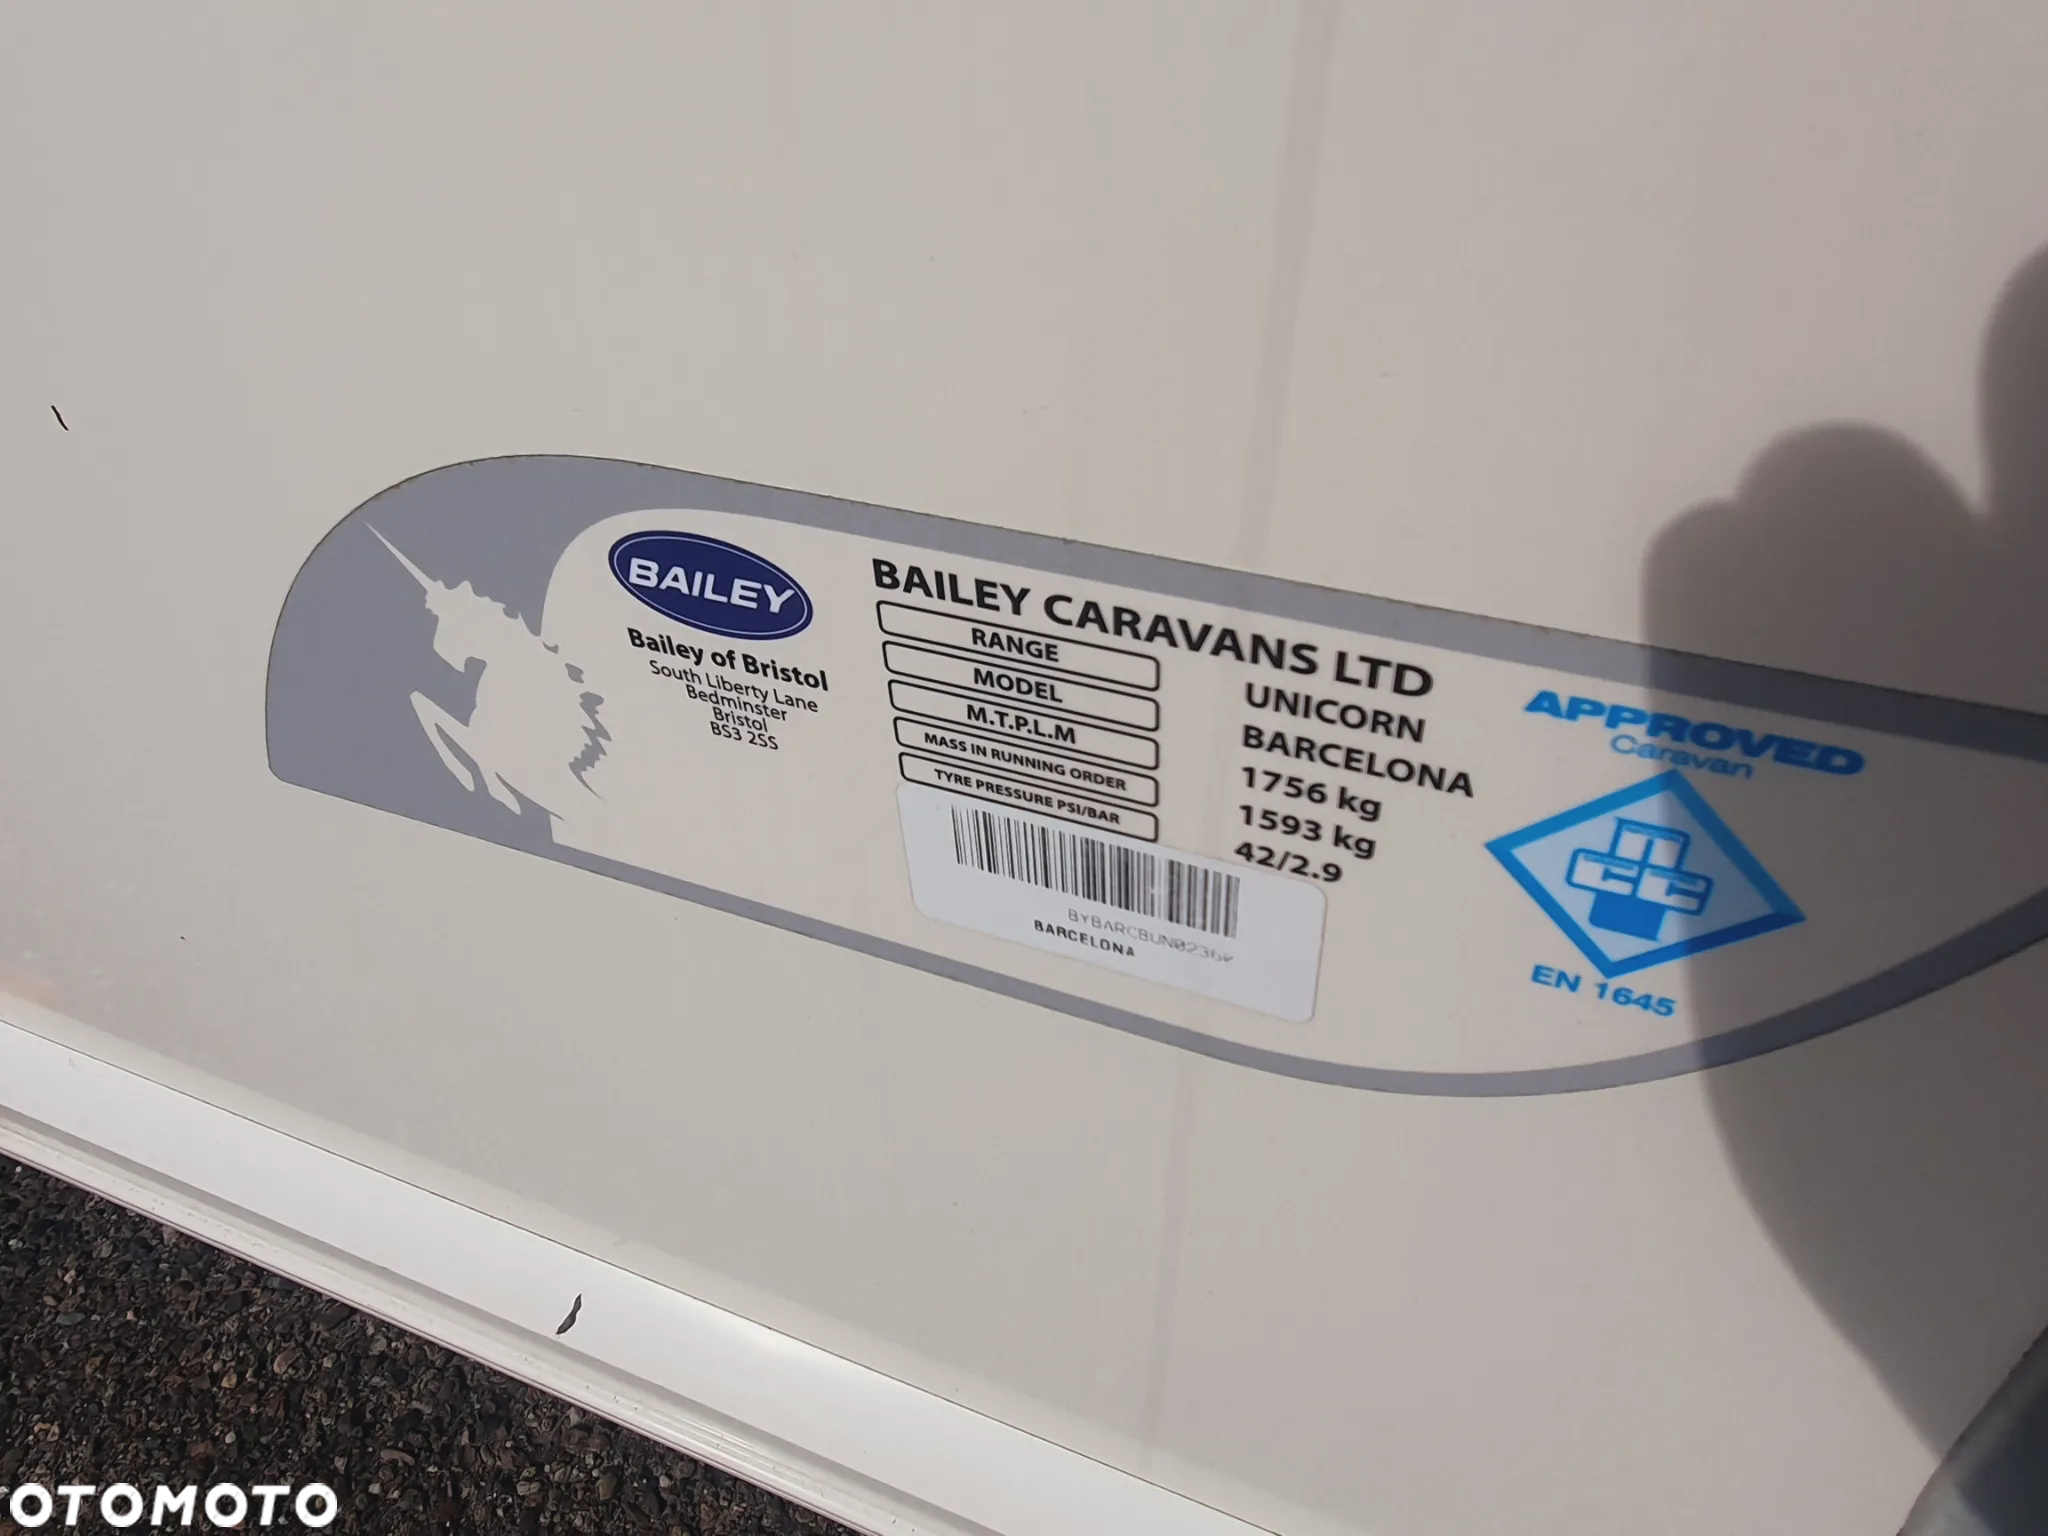 BAILEY
Bailey of Bristol
South Liberty Lane
Bedminster
Bristol
BS3 2SS
BAILEY CARAVANS LTD
RANGE UNICORN
MODEL BARCELONA
M.T.P.L.M 1756 kg
MASS IN RUNNING ORDER 1593 kg
TYRE PRESSURE PSI/BAR 42/2.9
BARCELONA
APPROVED
Caravan
ncc
EN 1645
OTOMOTO